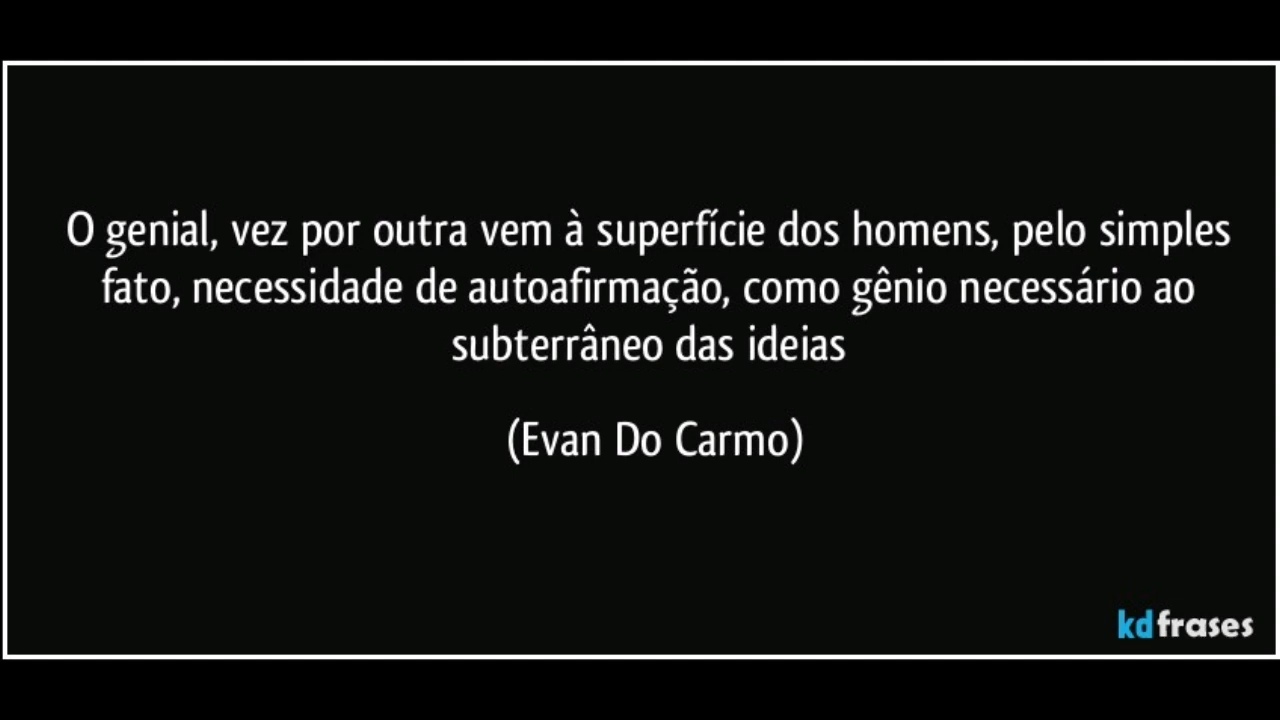 O genial, vez por outra vem à superfície dos homens, pelo simples
fato, necessidade de autoafirmação, como gênio necessário ao
subterrâneo das ideias
(Evan Do Carmo)
kdfrases